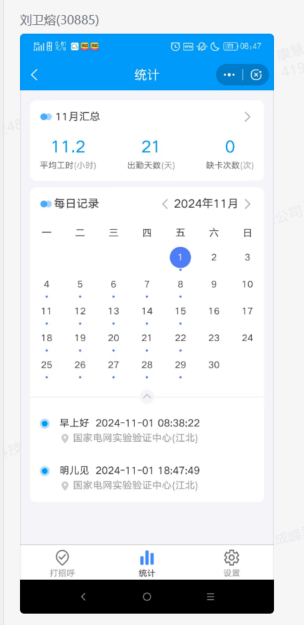 刘卫熔(30885)
08:47
统计
11月汇总
11.2 21 0
平均工时(小时) 出勤天数(天) 缺卡次数(次)
每日记录 2024年11月
一 二 三 四 五 六 日
1 2 3
4 5 6 7 8 9 10
11 12 13 14 15 16 17
18 19 20 21 22 23 24
25 26 27 28 29 30
早上好 2024-11-01 08:38:22
国家电网实验验证中心(江北)
明儿见 2024-11-01 18:47:49
国家电网实验验证中心(江北)
打招呼 统计 设置